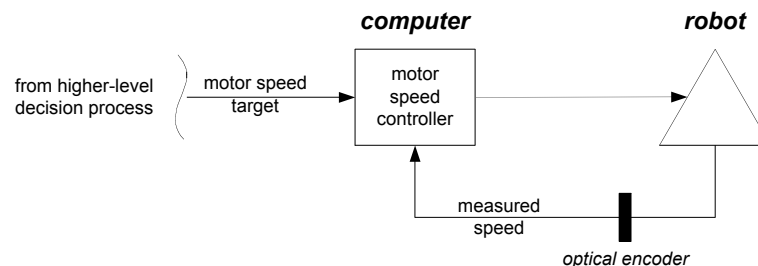 computer
robot
from higher-level
decision process
motor speed
target
motor
speed
controller
measured
speed
optical encoder